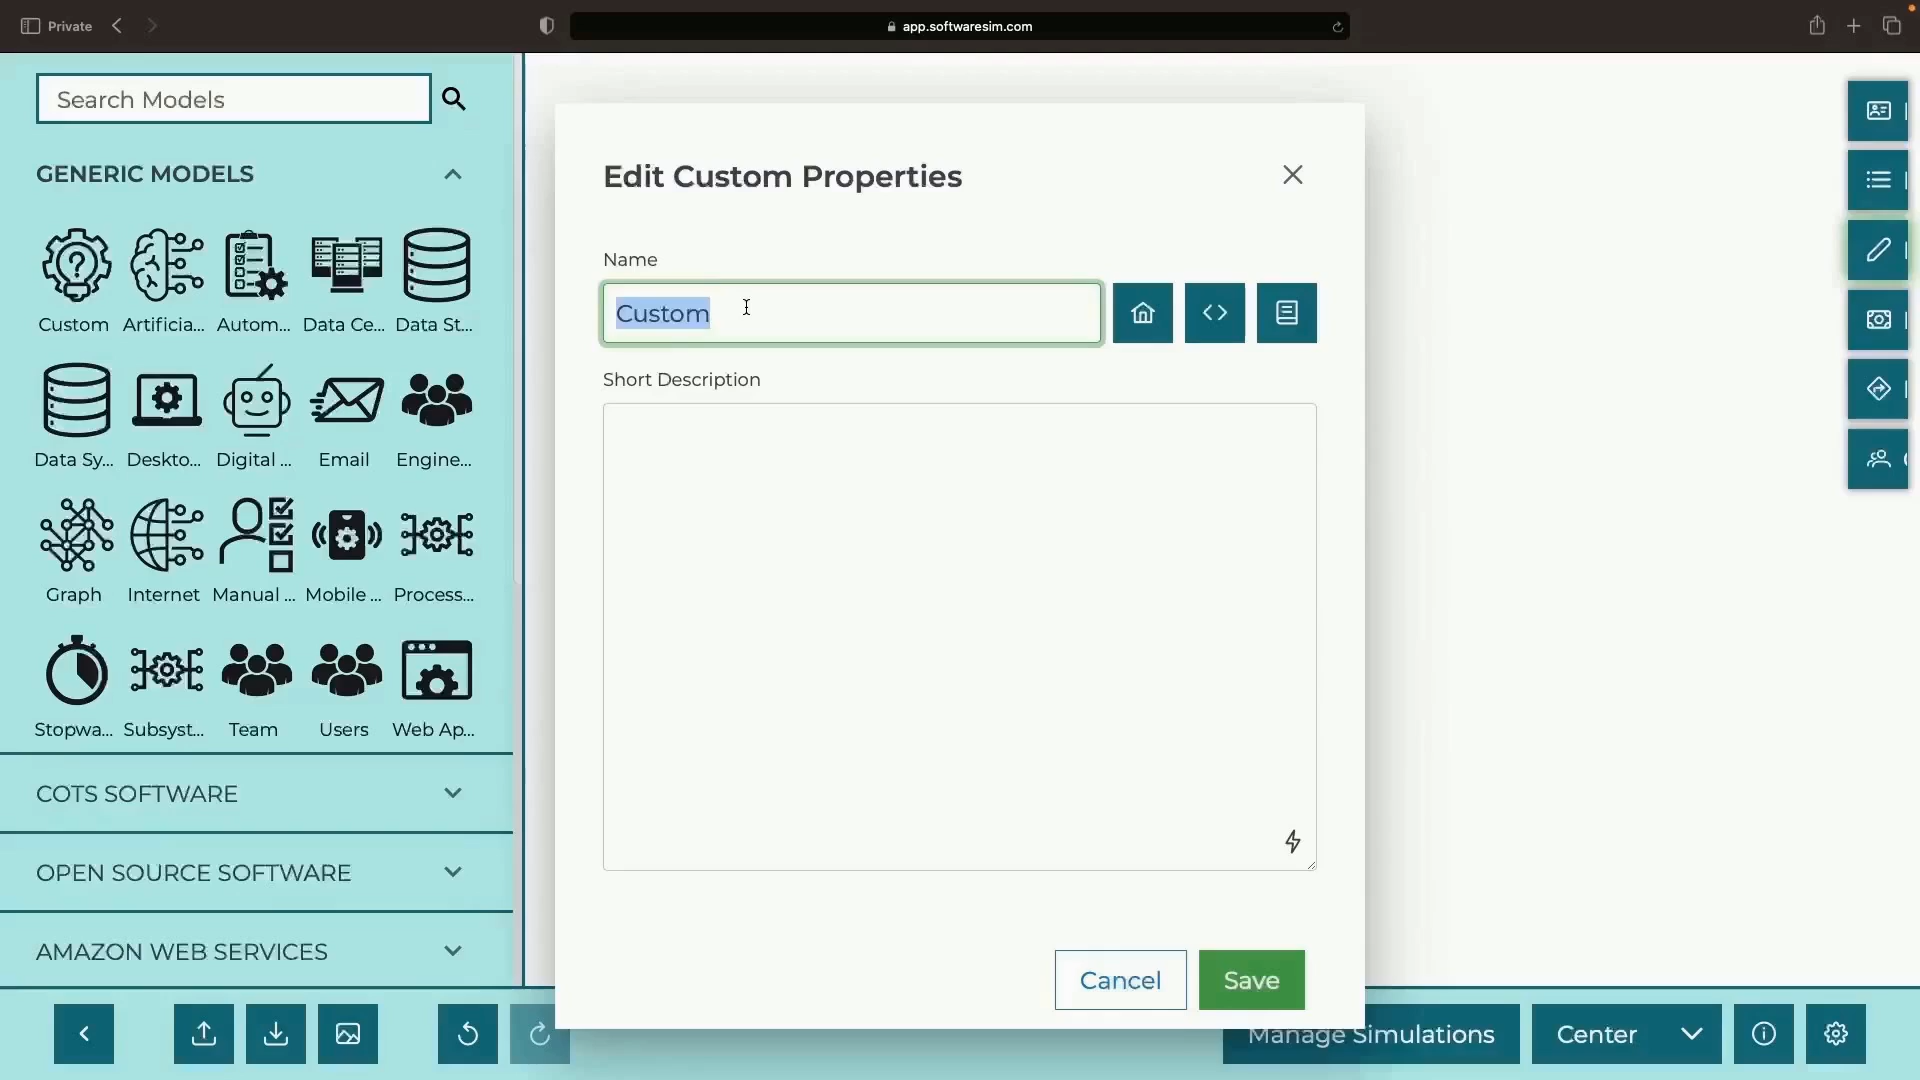 Private
app.softwaresim.com
Search Models
GENERIC MODELS
Custom Artificia... Autom... Data Ce... Data St...
Data Sy... Deskto... Digital ... Email Engine...
Graph Internet Manual ... Mobile ... Process...
Stopwa... Subsyst... Team Users Web Ap...
COTS SOFTWARE
OPEN SOURCE SOFTWARE
AMAZON WEB SERVICES
Edit Custom Properties
Name
Custom
Short Description
Cancel Save
Manage Simulations Center